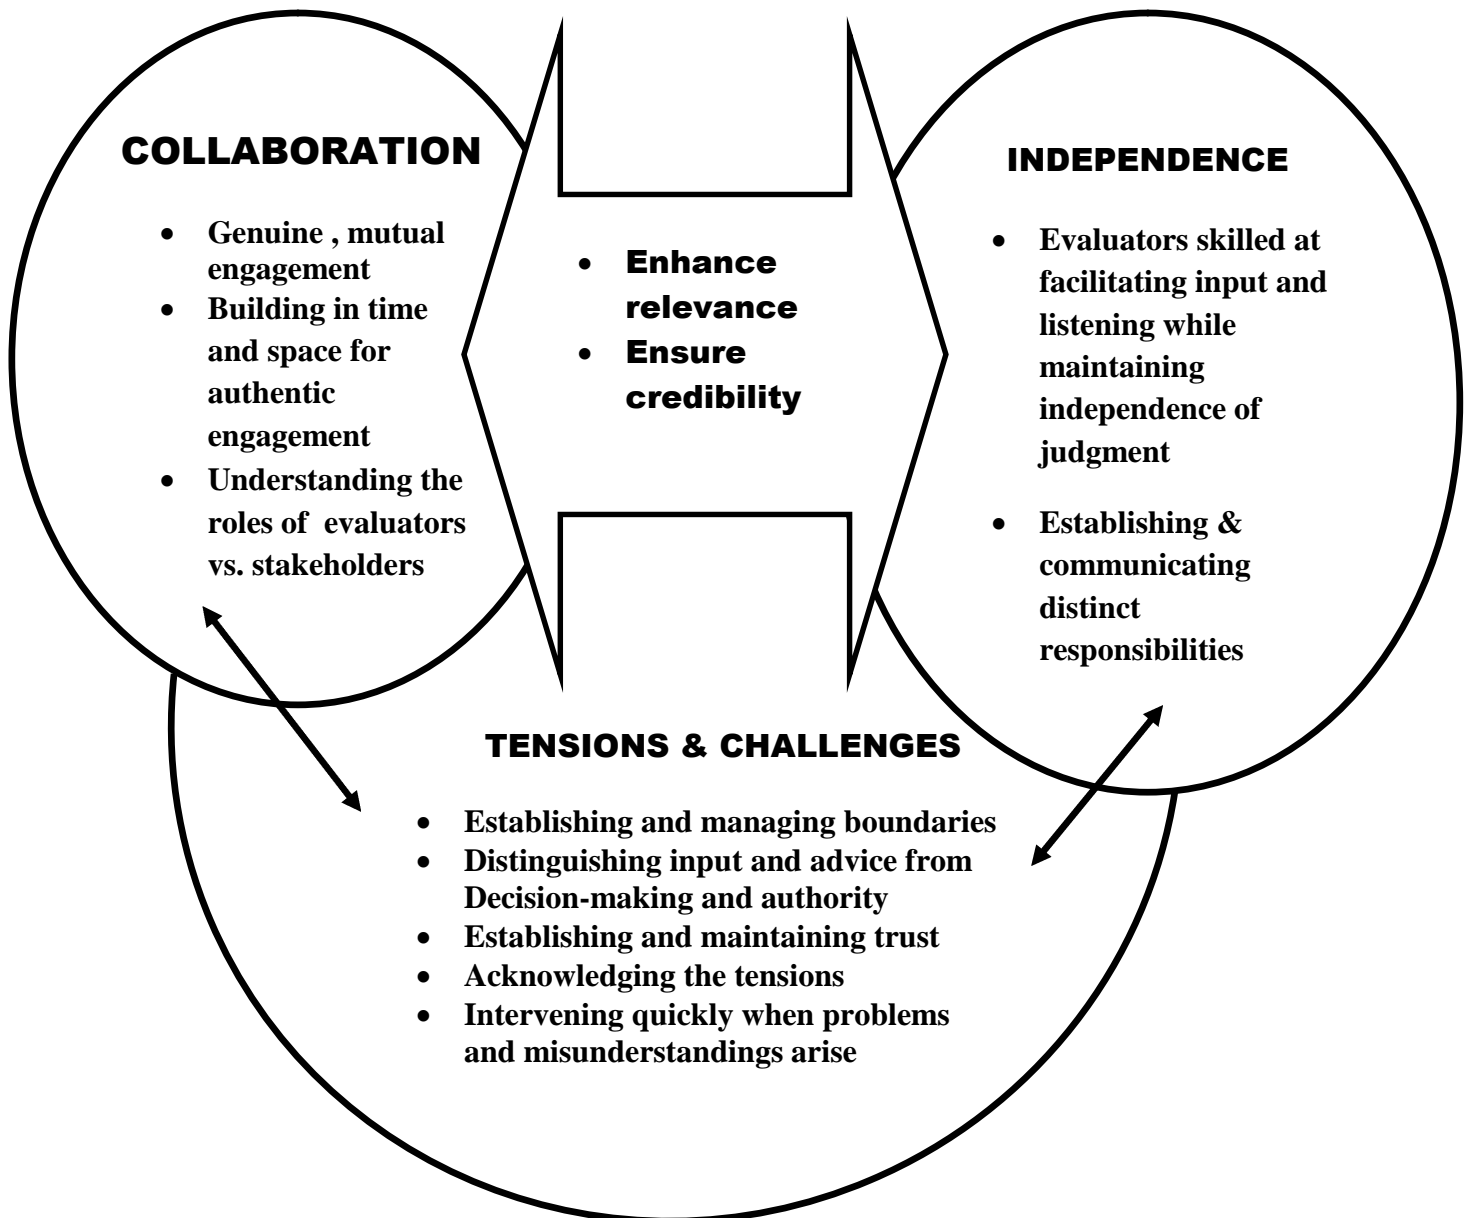 COLLABORATION
• Genuine , mutual
engagement
• Building in time
and space for
authentic
engagement
• Understanding the
roles of  evaluators
vs. stakeholders
• Enhance
relevance
• Ensure
credibility
INDEPENDENCE
• Evaluators skilled at
facilitating input and
listening while
maintaining
independence of
judgment
• Establishing &
communicating
distinct
responsibilities
TENSIONS & CHALLENGES
• Establishing and managing boundaries
• Distinguishing input and advice from
Decision-making and authority
• Establishing and maintaining trust
• Acknowledging the tensions
• Intervening quickly when problems
and misunderstandings arise